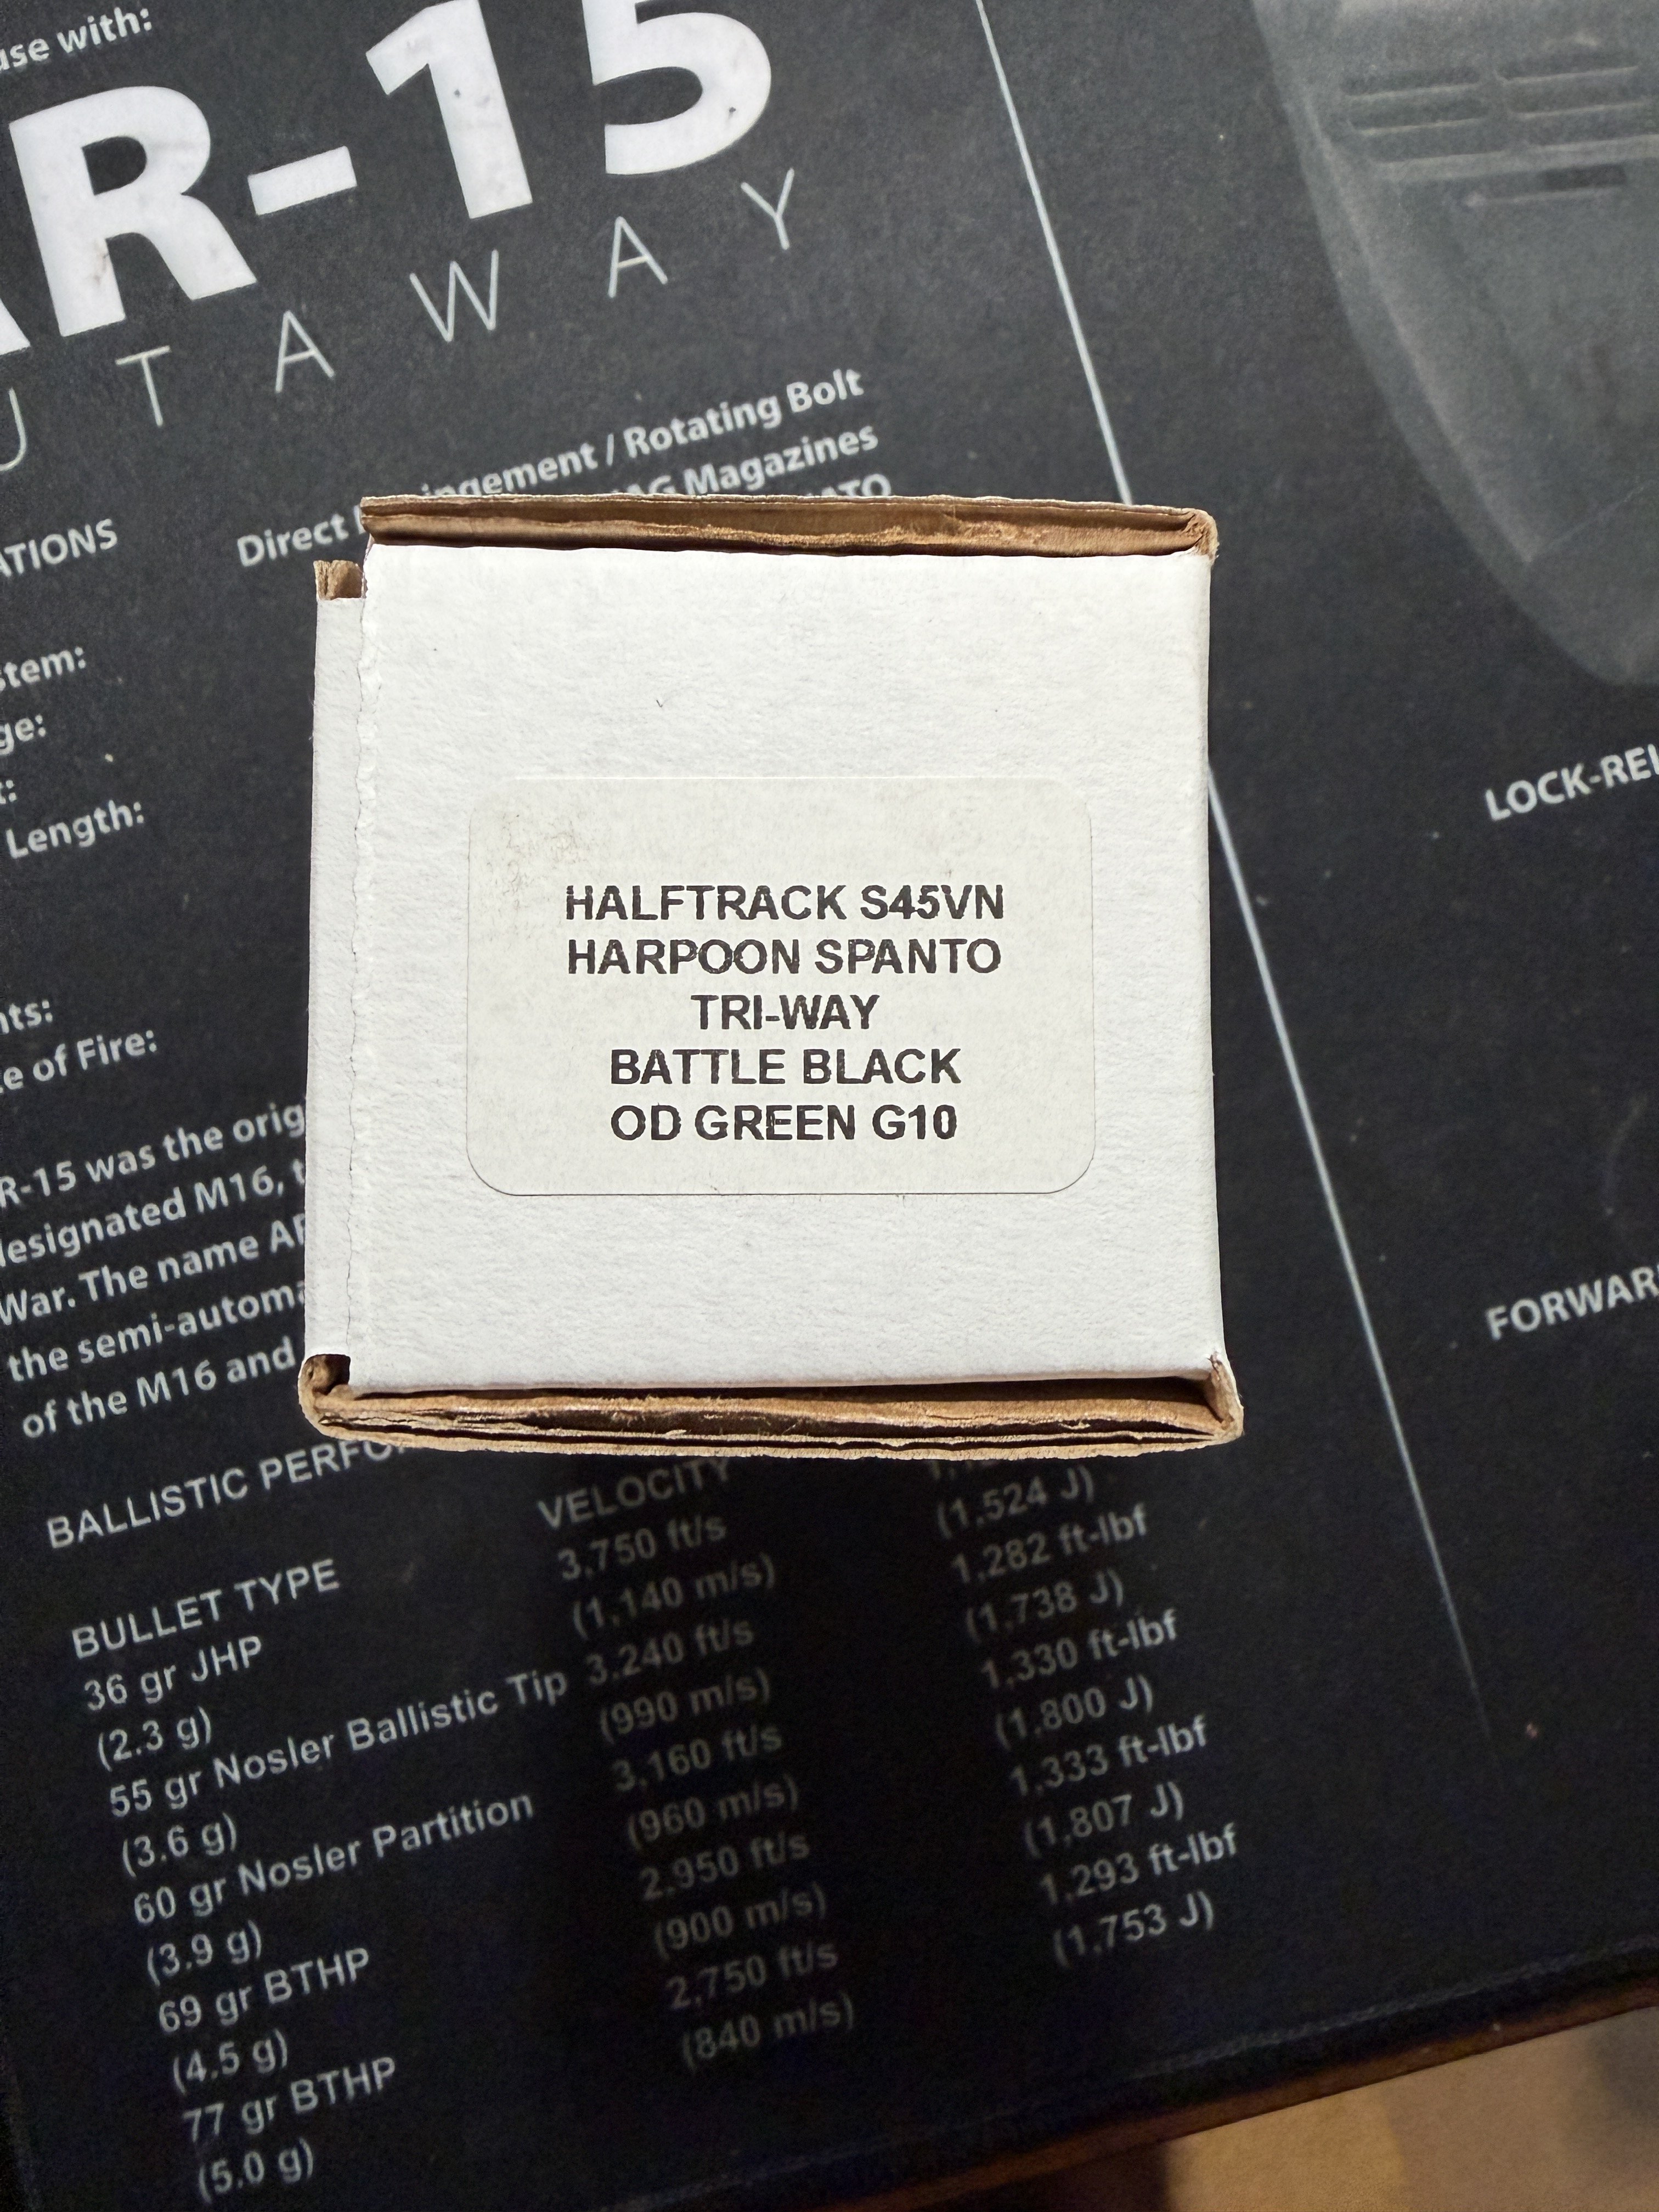 use with:
AR-15
UTAWAY
Direct Impingement / Rotating Bolt
Magazines
ATIONS
LOCK-REL
Length:
HALFTRACK S45VN
HARPOON SPANTO
TRI-WAY
BATTLE BLACK
OD GREEN G10
e of Fire:
R-15 was the orig
designated M16,
War. The name
the semi-automa
of the M16 and
FORWAR
BALLISTIC PERFO
VELOCITY
BULLET TYPE
36 gr JHP
(2.3 g)
55 gr Nosler Ballistic Tip
(3.6 g)
60 gr Nosler Partition
(3.9 g)
69 gr BTHP
(4.5 g)
77 gr BTHP
(5.0 g)
3,750 ft/s
(1,140 m/s)
3,240 ft/s
(990 m/s)
3,160 ft/s
(960 m/s)
2,950 ft/s
(900 m/s)
2,750 ft/s
(840 m/s)
(1,524 J)
1,282 ft-lbf
(1,738 J)
1,330 ft-lbf
(1,800 J)
1,333 ft-lbf
(1,807 J)
1,293 ft-lbf
(1,753 J)